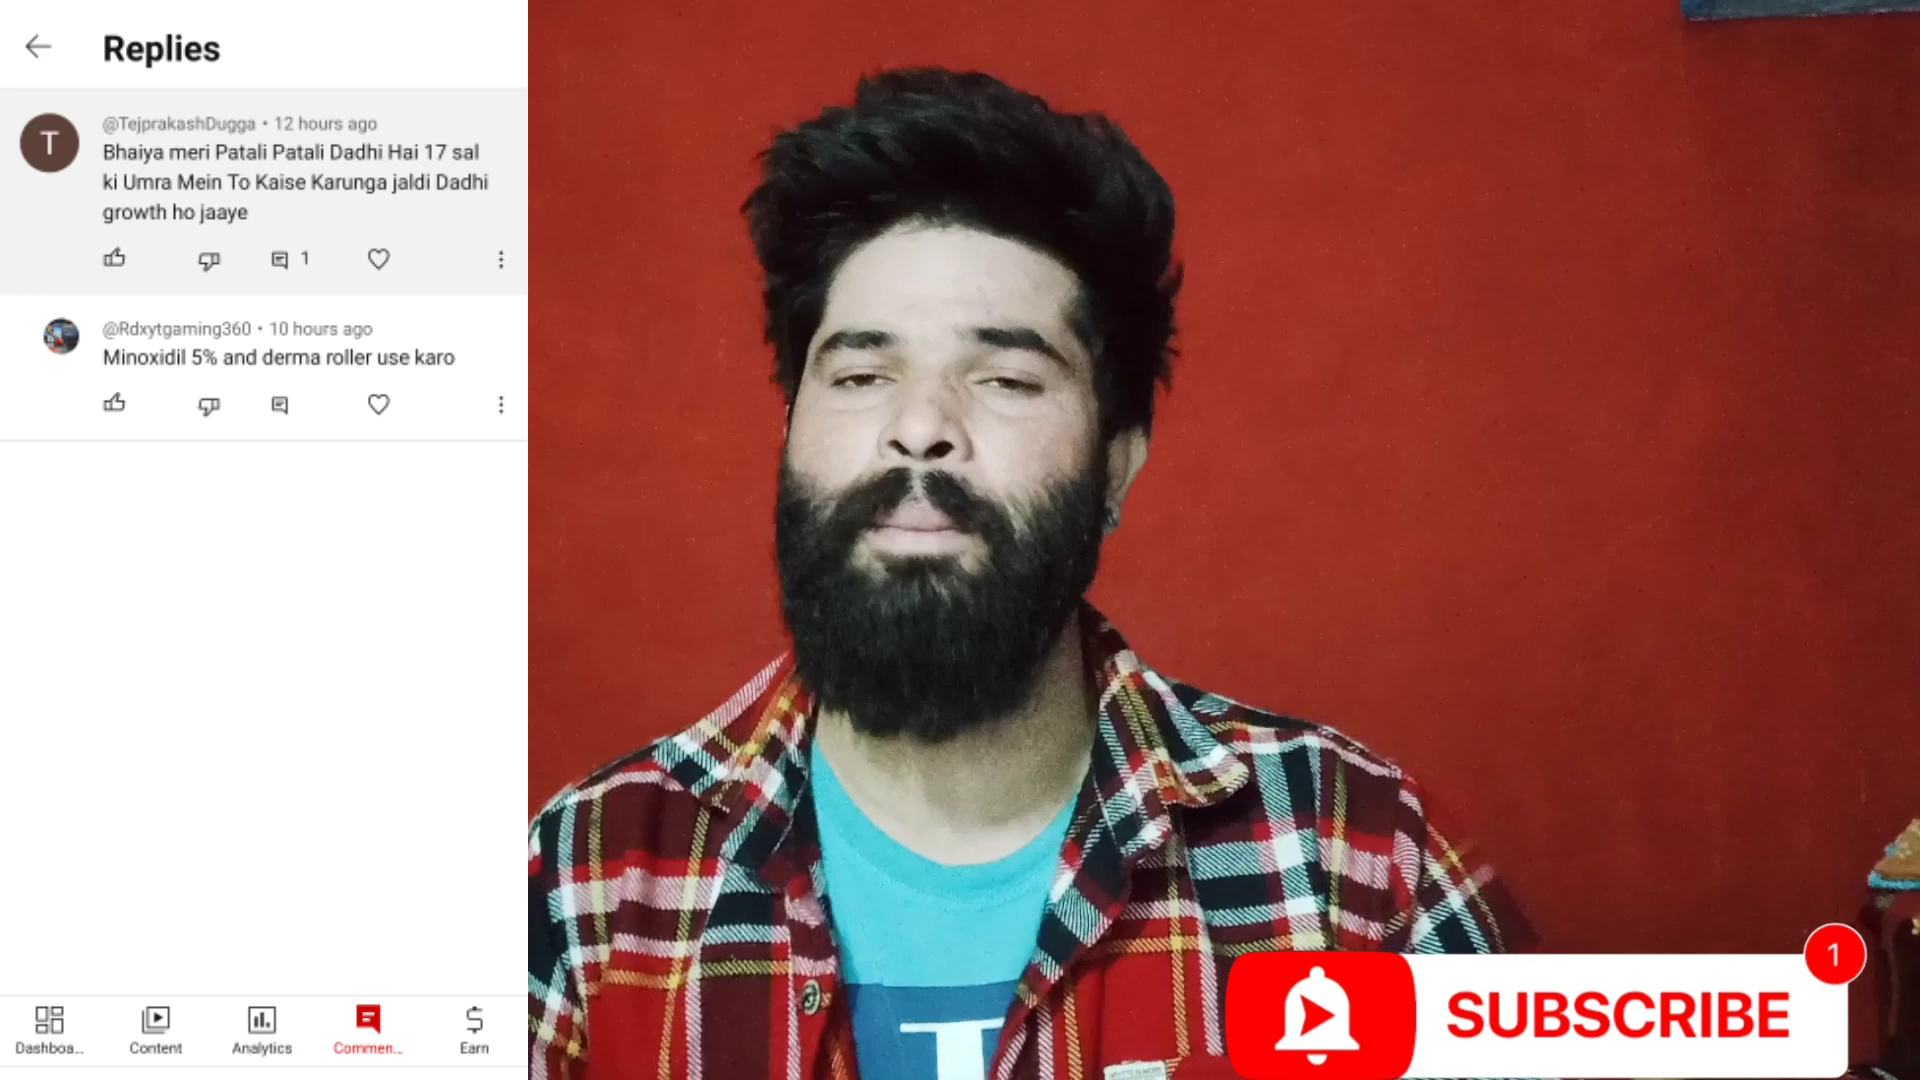 Replies
T
@TejprakashDugga • 12 hours ago
Bhaiya meri Patali Patali Dadhi Hai 17 sal
ki Umra Mein To Kaise Karunga jaldi Dadhi
growth ho jaaye
1
@Rdxytgaming360 • 10 hours ago
Minoxidil 5% and derma roller use karo
Dashboa...
Content
Analytics
Commen...
Earn
1
SUBSCRIBE